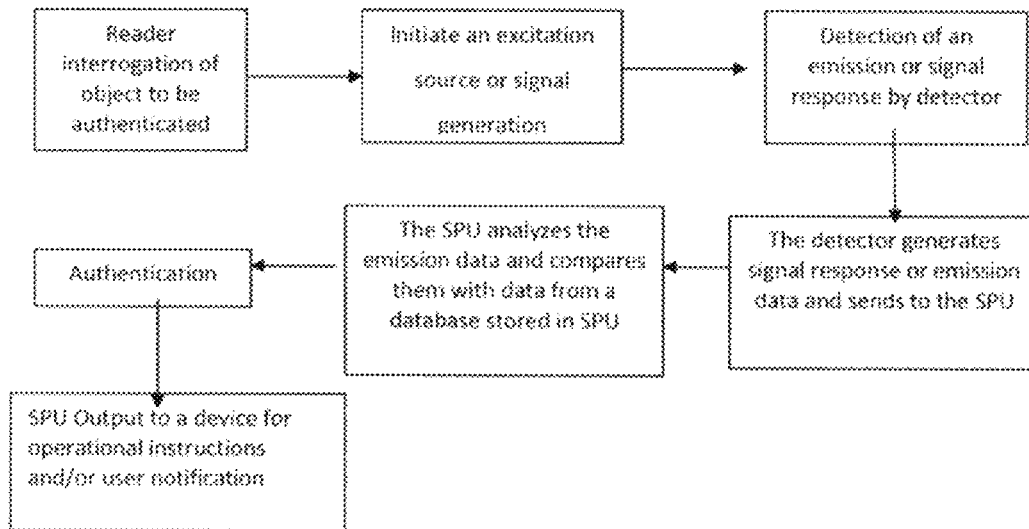 Reader
interrogation of
object to be
authenticated
Initiate an excitation
source or signal
generation
Detection of an
emission or signal
response by detector
The detector generates
signal response or emission
data and sends to the SPU
The SPU analyzes the
emission data and compares
them with data from a
database stored in SPU
Authentication
SPU Output to a device for
operational instructions
and/or user notification